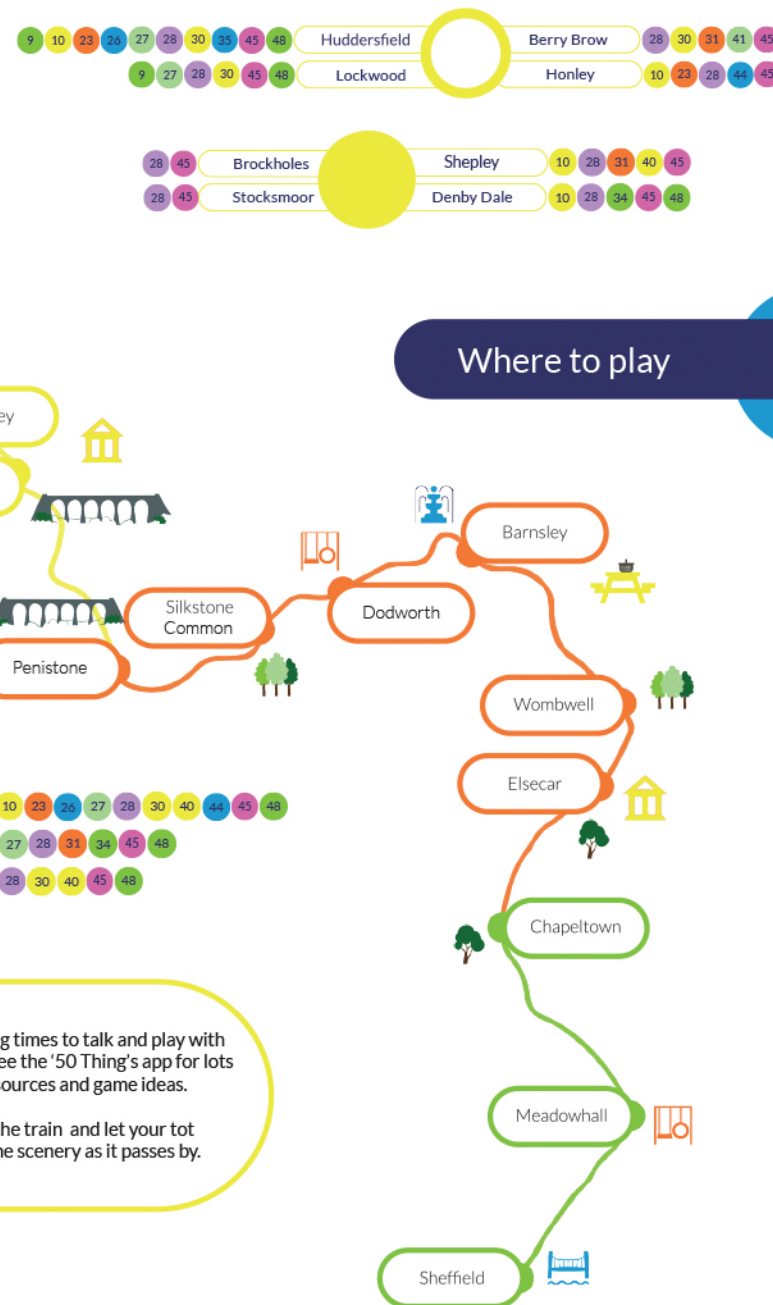 9 10 23 26 27 28 30 35 45 48 Huddersfield Berry Brow 28 30 31 41 45
9 27 28 30 45 48 Lockwood Honley 10 23 28 44 45
28 45 Brockholes Shepley 10 28 31 40 45
28 45 Stocksmoor Denby Dale 10 28 34 45 48
Where to play
ey
Barnsley
Silkstone
Common
Dodworth
Penistone
Wombwell
Elsecar
10 23 26 27 28 30 40 44 45 48
27 28 31 34 45 48
28 30 40 45 48
Chapeltown
g times to talk and play with
ee the ‘50 Thing's app for lots
sources and game ideas.
he train and let your tot
he scenery as it passes by.
Meadowhall
Sheffield